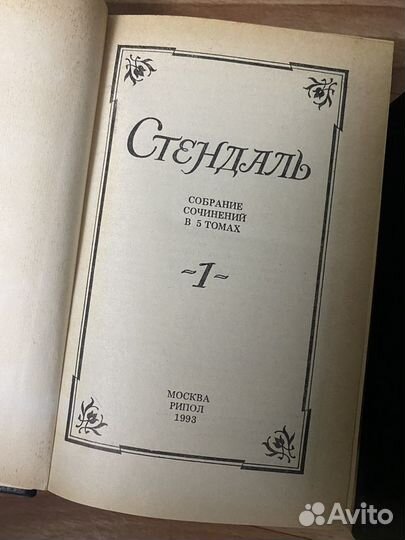 СТЕНДАЛЬ
СОБРАНИЕ
СОЧИНЕНИЙ
В 5 ТОМАХ
~1~
МОСКВА
РИПОЛ
1993
Avito